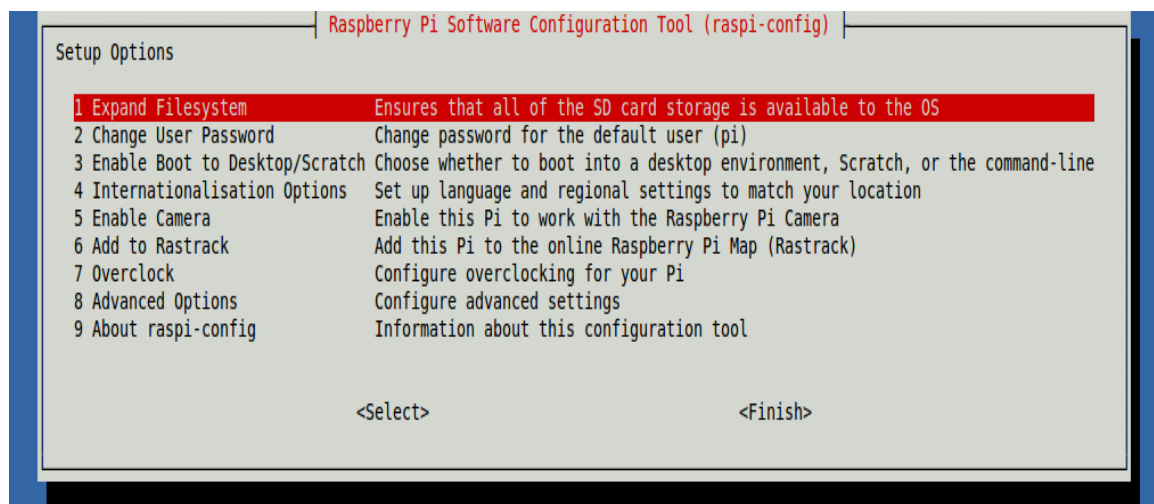 Raspberry Pi Software Configuration Tool (raspi-config)
Setup Options
1 Expand Filesystem Ensures that all of the SD card storage is available to the OS
2 Change User Password Change password for the default user (pi)
3 Enable Boot to Desktop/Scratch Choose whether to boot into a desktop environment, Scratch, or the command-line
4 Internationalisation Options Set up language and regional settings to match your location
5 Enable Camera Enable this Pi to work with the Raspberry Pi Camera
6 Add to Rastrack Add this Pi to the online Raspberry Pi Map (Rastrack)
7 Overclock Configure overclocking for your Pi
8 Advanced Options Configure advanced settings
9 About raspi-config Information about this configuration tool
<Select> <Finish>